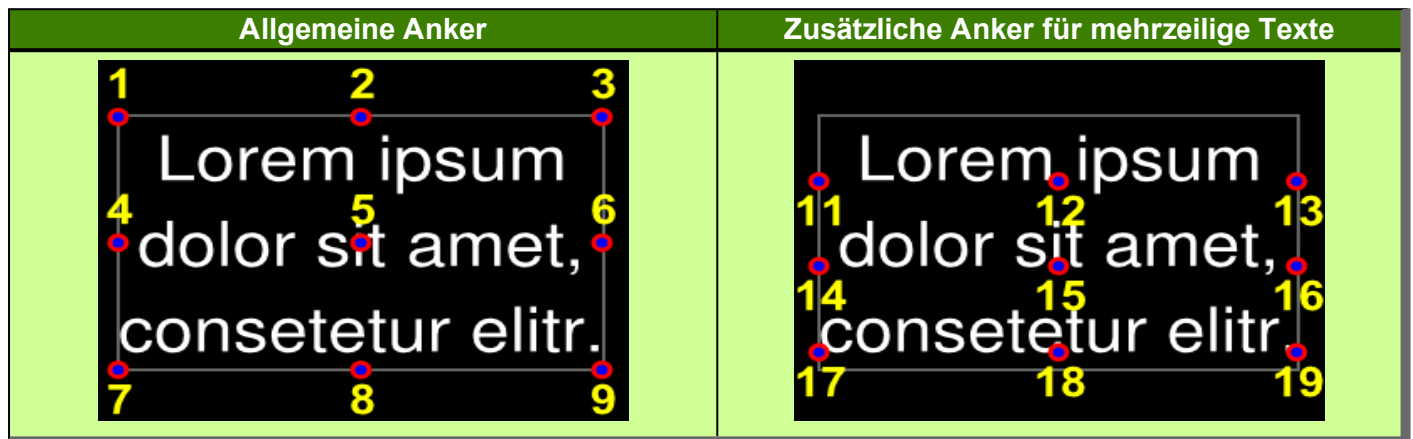 Allgemeine Anker
Zusätzliche Anker für mehrzeilige Texte
1 2 3
Lorem ipsum
4 5 6
dolor sit amet,
consetetur elitr.
7 8 9
Lorem ipsum
11 12 13
dolor sit amet,
14 15 16
consetetur elitr.
17 18 19